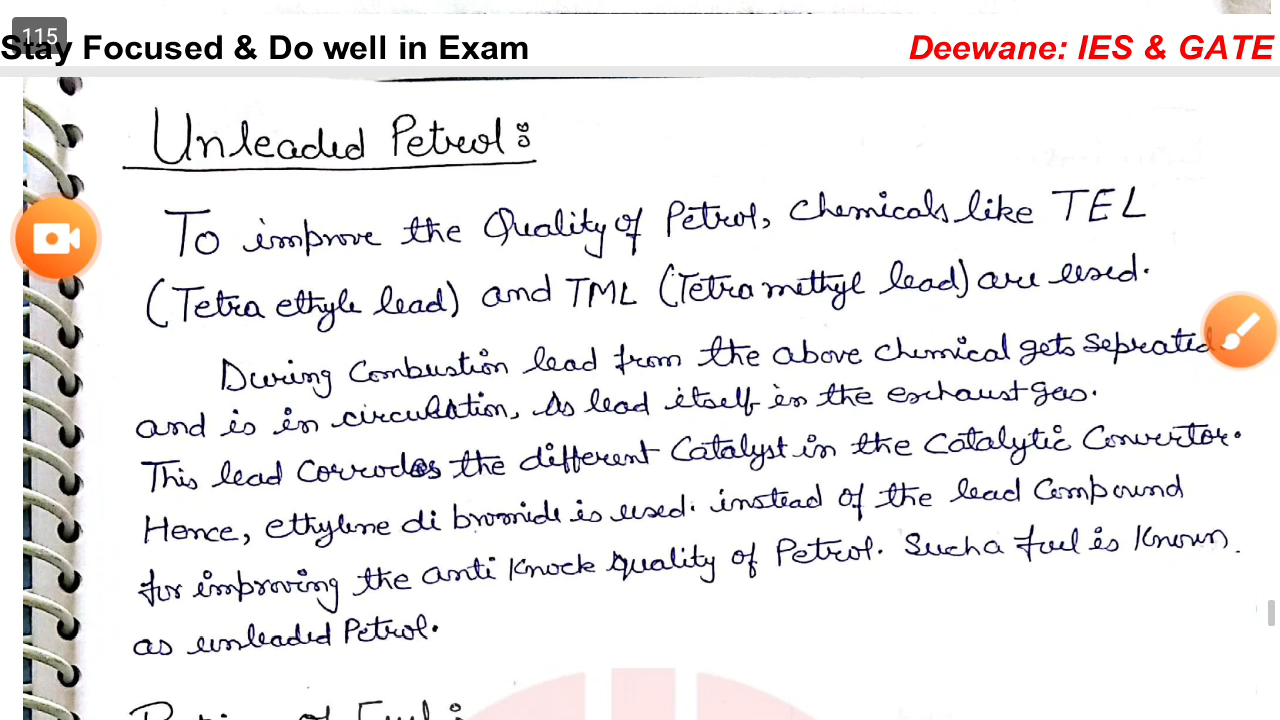 115
Stay Focused & Do well in Exam
Deewane: IES & GATE
Unleaded Petrol:
To improve the Quality of Petrol, chemicals like TEL
(Tetra ethyle lead) and TML (Tetra methyl lead) are used.
During Combustion lead from the above chemical gets seprated
and is in circulation, As lead itself in the exhaust gas.
This lead corrodes the different Catalyst in the Catalytic Convertor.
Hence, ethylene di bromide is used. instead of the lead Compound
for improving the anti Knock quality of Petrol. Such a fuel is Known.
as unleaded Petrol.
of Fuel: